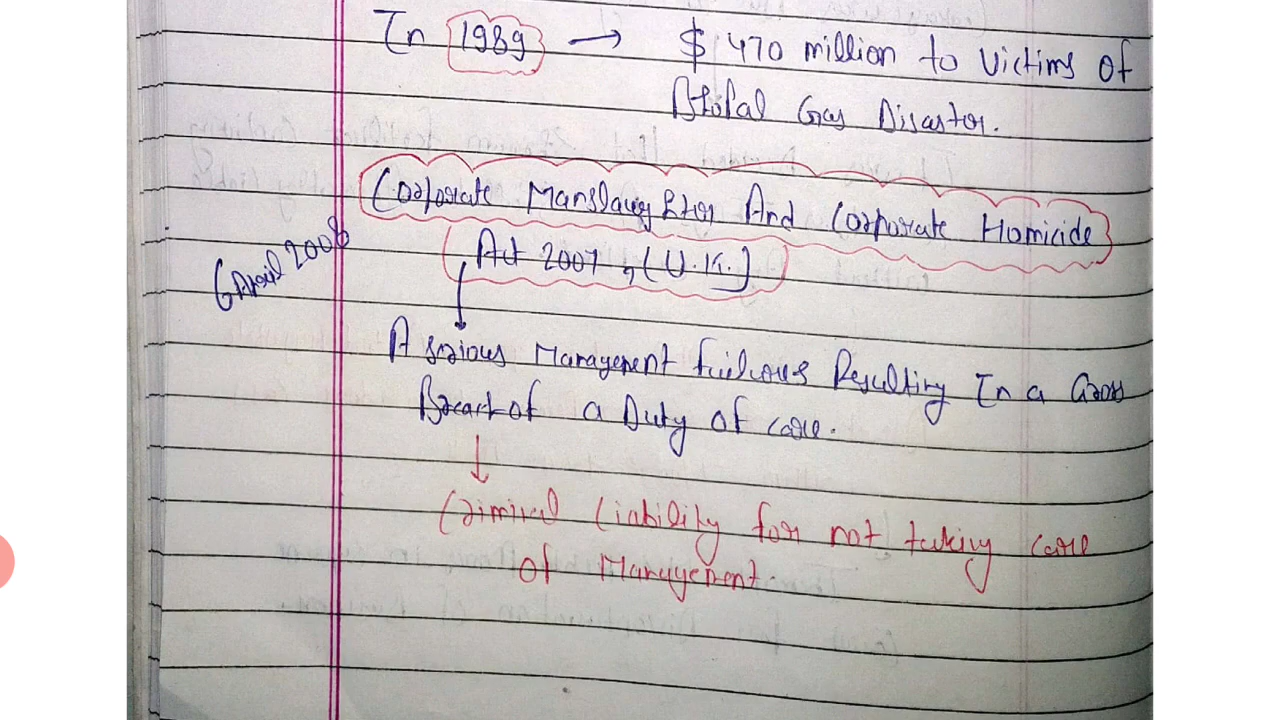 In 1989 → $ 470 million to Victims of
Bhopal Gas Disaster.
Corporate Manslaughter And Corporate Homicide
Act 2007, (U.K.)
6 April 2008
A serious Management failures Resulting In a Gross
Breach of a Duty of care.
↓
Criminal Liability for not taking care
of Management.